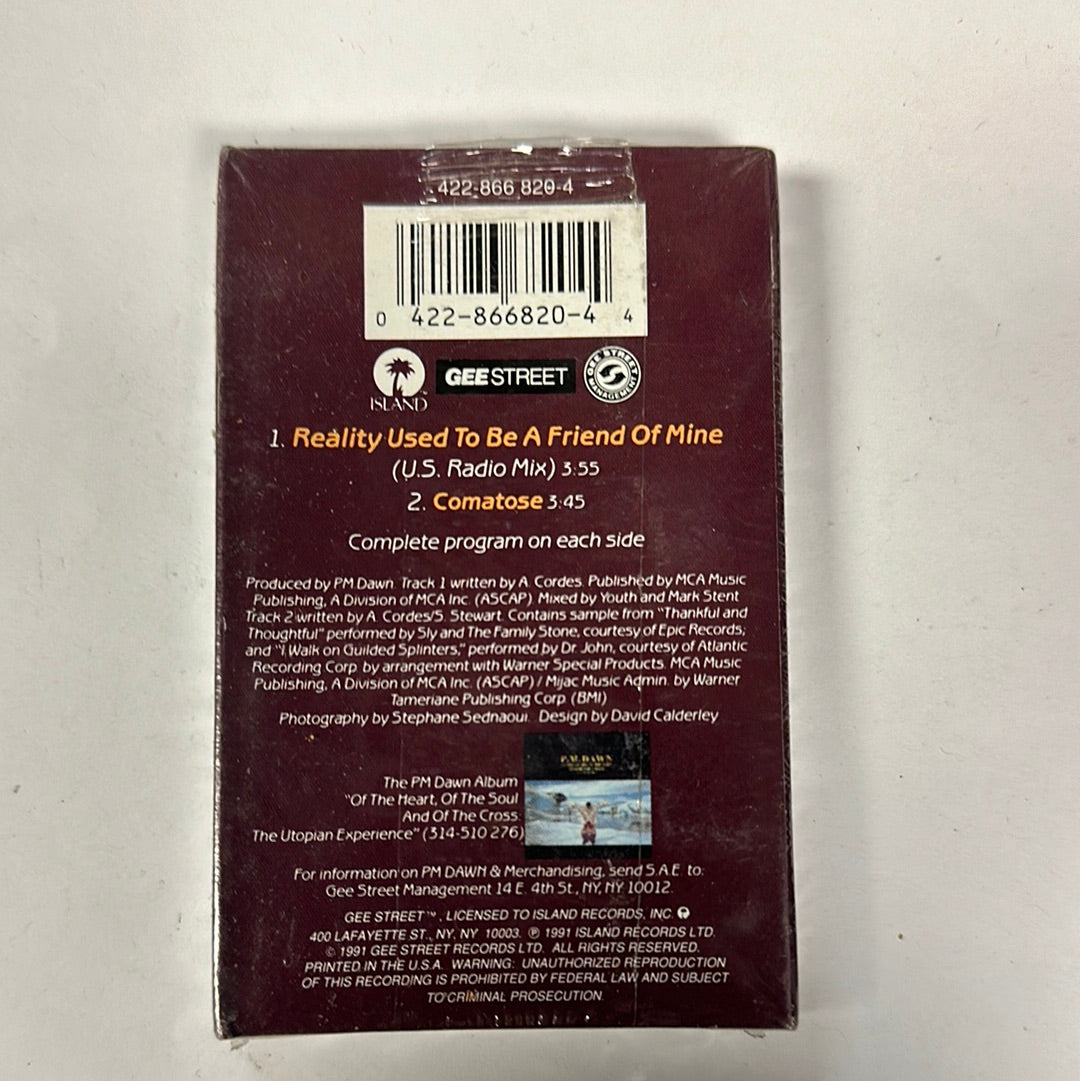 422-866 820-4
0 422-866820-4 4
ISLAND™ GEE STREET GEE STREET MANAGEMENT
1. Reality Used To Be A Friend Of Mine
(U.S. Radio Mix) 3:55
2. Comatose 3:45
Complete program on each side
Produced by PM Dawn. Track 1 written by A. Cordes. Published by MCA Music
Publishing, A Division of MCA Inc. (ASCAP) Mixed by Youth and Mark Stent
Track 2 written by A. Cordes/S. Stewart. Contains sample from "Thankful and
Thoughtful" performed by Sly and The Family Stone, courtesy of Epic Records;
and "I Walk on Guilded Splinters," performed by Dr. John, courtesy of Atlantic
Recording Corp. by arrangement with Warner Special Products. MCA Music
Publishing, A Division of MCA Inc. (ASCAP) / Mijac Music Admin. by Warner
Tameriane Publishing Corp. (BMI)
Photography by Stephane Sednaoui. Design by David Calderley
P.M. DAWN
The PM Dawn Album
"Of The Heart, Of The Soul
And Of The Cross:
The Utopian Experience" (314-510 276)
For information on PM DAWN & Merchandising, send S.A.E. to:
Gee Street Management 14 E. 4th St., NY, NY 10012.
GEE STREET™. LICENSED TO ISLAND RECORDS, INC.
400 LAFAYETTE ST., NY, NY 10003. ℗ 1991 ISLAND RECORDS LTD.
© 1991 GEE STREET RECORDS LTD. ALL RIGHTS RESERVED.
PRINTED IN THE U.S.A. WARNING: UNAUTHORIZED REPRODUCTION
OF THIS RECORDING IS PROHIBITED BY FEDERAL LAW AND SUBJECT
TO CRIMINAL PROSECUTION.